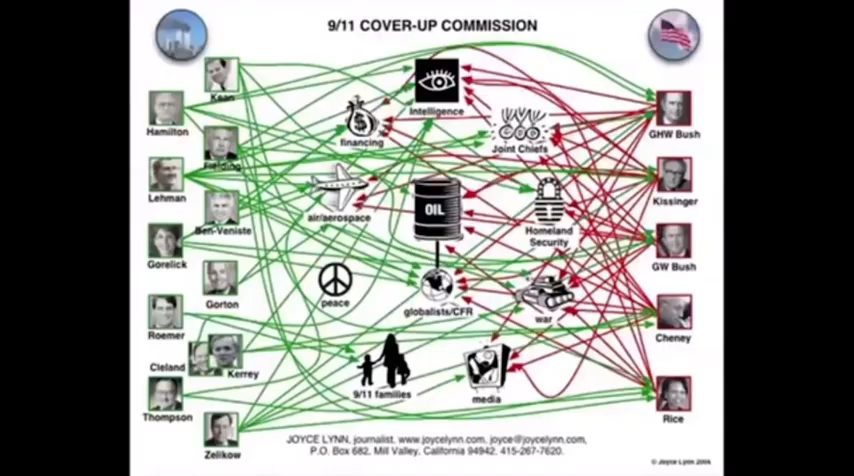 9/11 COVER-UP COMMISSION
Kean
Hamilton
Fielding
Lehman
Ben-Veniste
Gorelick
Gorton
Roemer
Cleland
Kerrey
Thompson
Zelikow
Intelligence
financing
Joint Chiefs
air/aerospace
OIL
Homeland
Security
peace
globalists/CFR
war
9/11 families
media
GHW Bush
Kissinger
GW Bush
Cheney
Rice
JOYCE LYNN, journalist, www.joycelynn.com, joyce@joycelynn.com,
P.O. Box 682, Mill Valley, California 94942. 415-267-7620.
© Joyce Lynn 2004